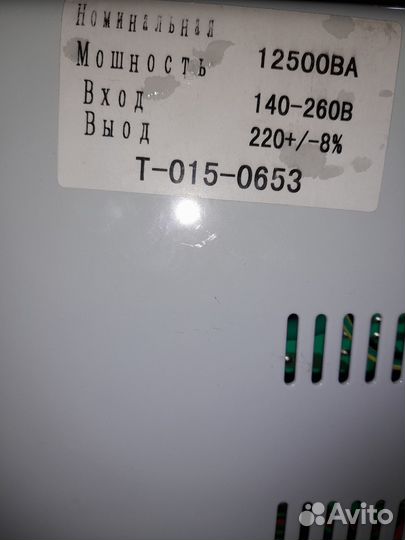 Номинальная
Мошность 12500ВА
Вход 140-260В
Выод 220+/-8%
Т-015-0653
Avito